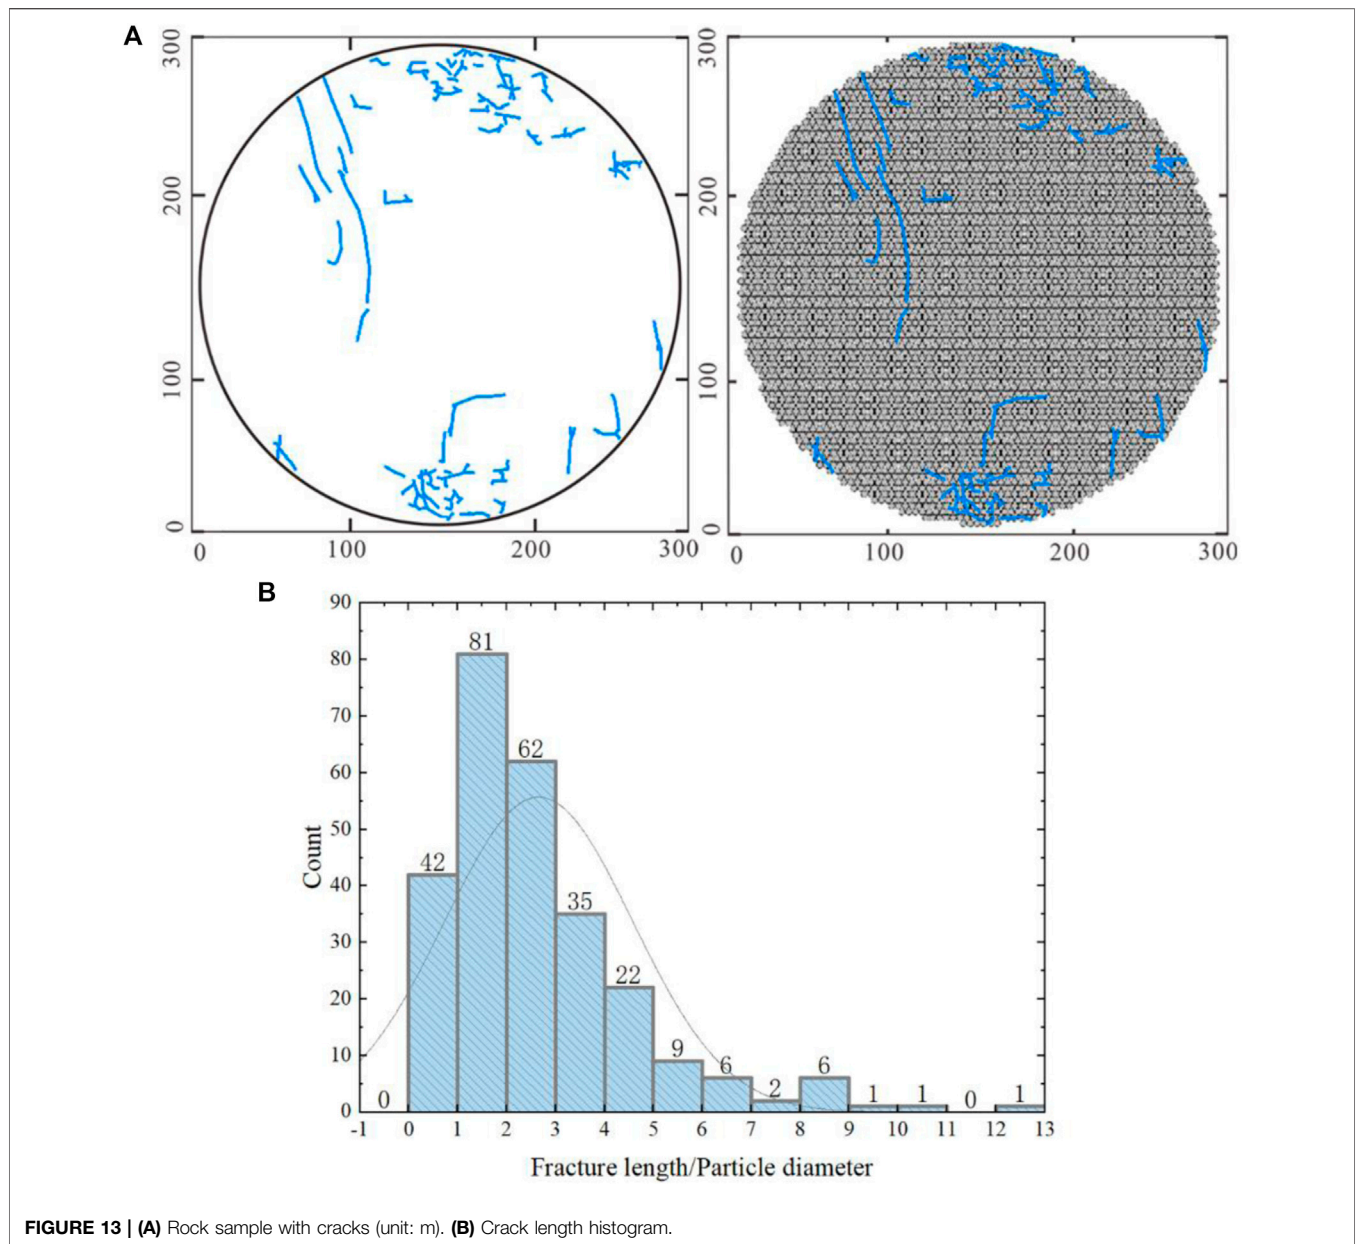 A
300
200
100
0
0 100 200 300
300
200
100
0
0 100 200 300
B
90
80
70
60
50
40
30
20
10
0
Count
0 42 81 62 35 22 9 6 2 6 1 1 0 1
-1 0 1 2 3 4 5 6 7 8 9 10 11 12 13
Fracture length/Particle diameter
FIGURE 13 | (A) Rock sample with cracks (unit: m). (B) Crack length histogram.